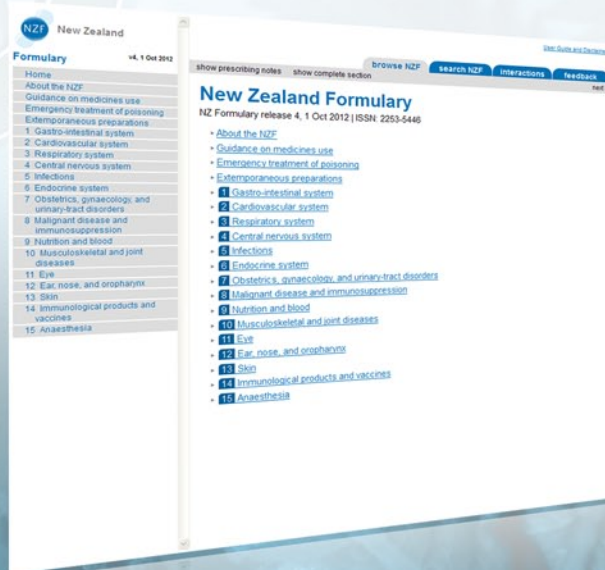 NZF New Zealand
Formulary v4, 1 Oct 2012
Home
About the NZF
Guidance on medicines use
Emergency treatment of poisoning
Extemporaneous preparations
1 Gastro-intestinal system
2 Cardiovascular system
3 Respiratory system
4 Central nervous system
5 Infections
6 Endocrine system
7 Obstetrics, gynaecology, and
urinary-tract disorders
8 Malignant disease and
immunosuppression
9 Nutrition and blood
10 Musculoskeletal and joint
diseases
11 Eye
12 Ear, nose, and oropharynx
13 Skin
14 Immunological products and
vaccines
15 Anaesthesia
User Guide and Disclaimer
show prescribing notes show complete section browse NZF search NZF interactions feedback
next
New Zealand Formulary
NZ Formulary release 4, 1 Oct 2012 | ISSN: 2253-5446
About the NZF
Guidance on medicines use
Emergency treatment of poisoning
Extemporaneous preparations
1 Gastro-intestinal system
2 Cardiovascular system
3 Respiratory system
4 Central nervous system
5 Infections
6 Endocrine system
7 Obstetrics, gynaecology, and urinary-tract disorders
8 Malignant disease and immunosuppression
9 Nutrition and blood
10 Musculoskeletal and joint diseases
11 Eye
12 Ear, nose, and oropharynx
13 Skin
14 Immunological products and vaccines
15 Anaesthesia